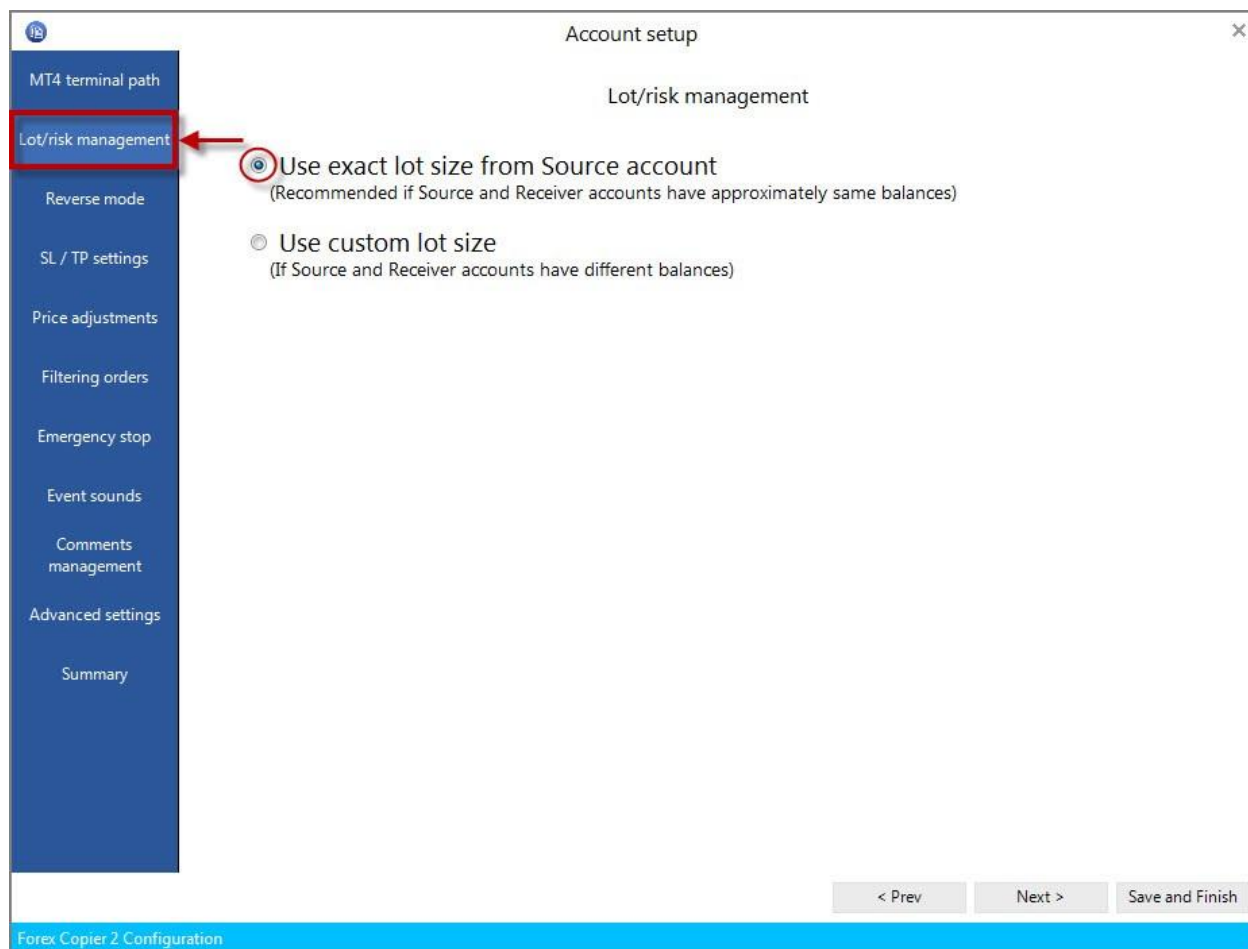 Account setup
MT4 terminal path
Lot/risk management
Reverse mode
SL / TP settings
Price adjustments
Filtering orders
Emergency stop
Event sounds
Comments
management
Advanced settings
Summary
Lot/risk management
Use exact lot size from Source account
(Recommended if Source and Receiver accounts have approximately same balances)
Use custom lot size
(If Source and Receiver accounts have different balances)
< Prev
Next >
Save and Finish
Forex Copier 2 Configuration